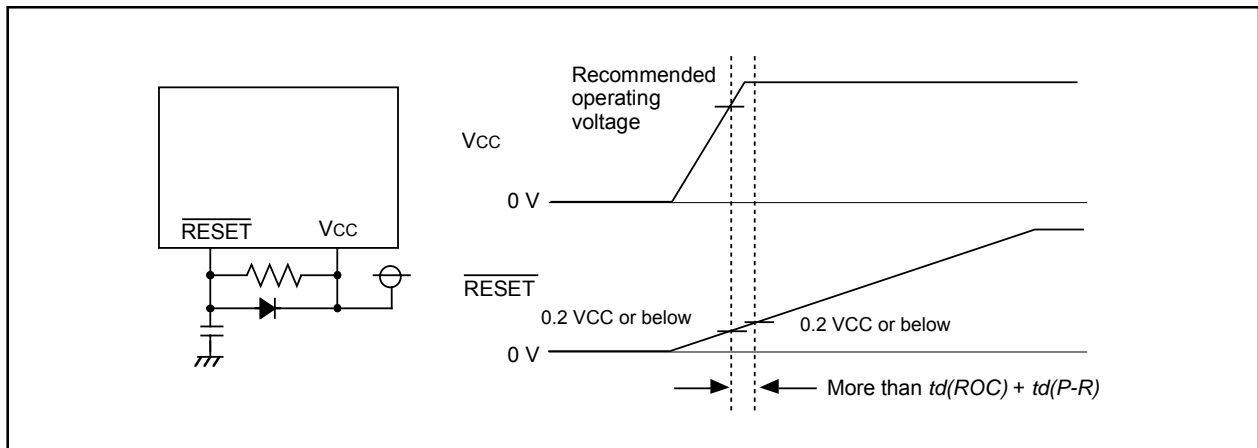 Recommended
operating
voltage
VCC
0 V
RESET VCC
RESET
0.2 VCC or below
0.2 VCC or below
0 V
More than td(ROC) + td(P-R)